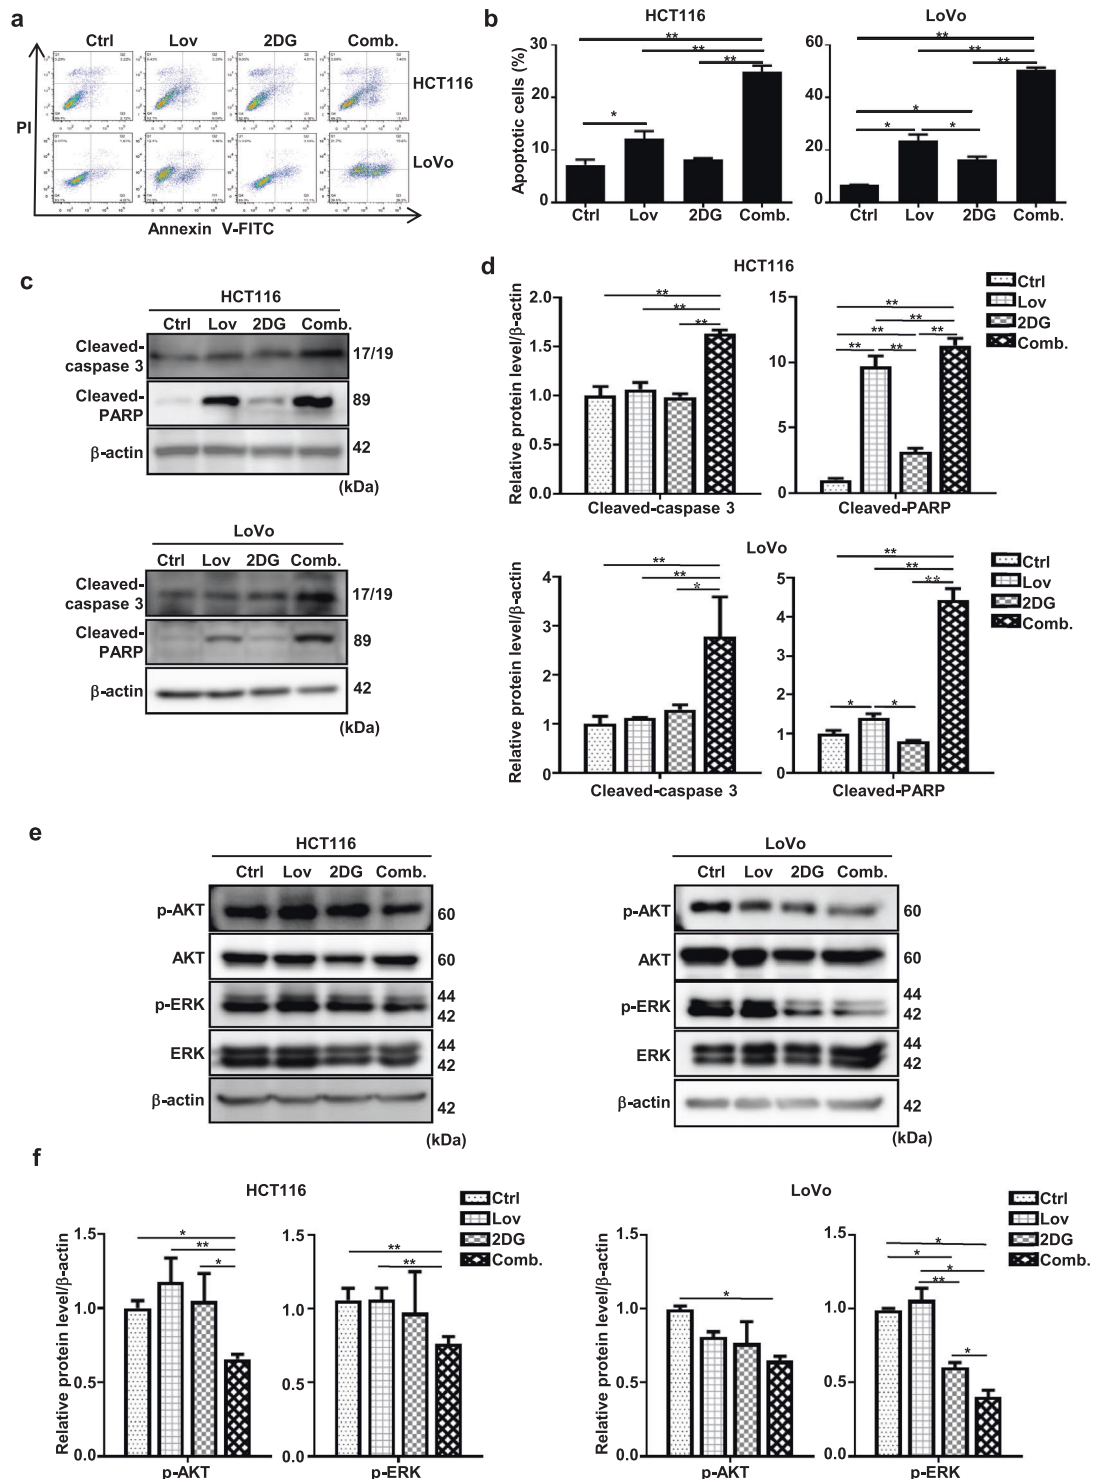 a
Ctrl Lov 2DG Comb.
HCT116
LoVo
PI
Annexin V-FITC
b
HCT116
Apoptotic cells (%)
30
20
10
0
* ** ** **
Ctrl Lov 2DG Comb.
LoVo
60
40
20
0
* * * ** ** **
Ctrl Lov 2DG Comb.
c
HCT116
Ctrl Lov 2DG Comb.
Cleaved-
caspase 3
17/19
Cleaved-
PARP
89
β-actin
42
(kDa)
LoVo
Ctrl Lov 2DG Comb.
Cleaved-
caspase 3
17/19
Cleaved-
PARP
89
β-actin
42
(kDa)
d
HCT116
Relative protein level/β-actin
2.0
1.5
1.0
0.5
0.0
** ** **
Cleaved-caspase 3
15
10
5
0
** ** ** ** ** **
Cleaved-PARP
Ctrl
Lov
2DG
Comb.
LoVo
Relative protein level/β-actin
4
3
2
1
0
** ** *
Cleaved-caspase 3
5
4
3
2
1
0
** ** ** * *
Cleaved-PARP
Ctrl
Lov
2DG
Comb.
e
HCT116
Ctrl Lov 2DG Comb.
p-AKT 60
AKT 60
p-ERK 44
42
ERK 44
42
β-actin 42
(kDa)
LoVo
Ctrl Lov 2DG Comb.
p-AKT 60
AKT 60
p-ERK 44
42
ERK 44
42
β-actin 42
(kDa)
f
HCT116
Relative protein level/β-actin
1.5
1.0
0.5
0.0
* ** *
p-AKT
1.5
1.0
0.5
0.0
** **
p-ERK
Ctrl
Lov
2DG
Comb.
LoVo
Relative protein level/β-actin
1.5
1.0
0.5
0.0
*
p-AKT
1.5
1.0
0.5
0.0
* * * ** *
p-ERK
Ctrl
Lov
2DG
Comb.